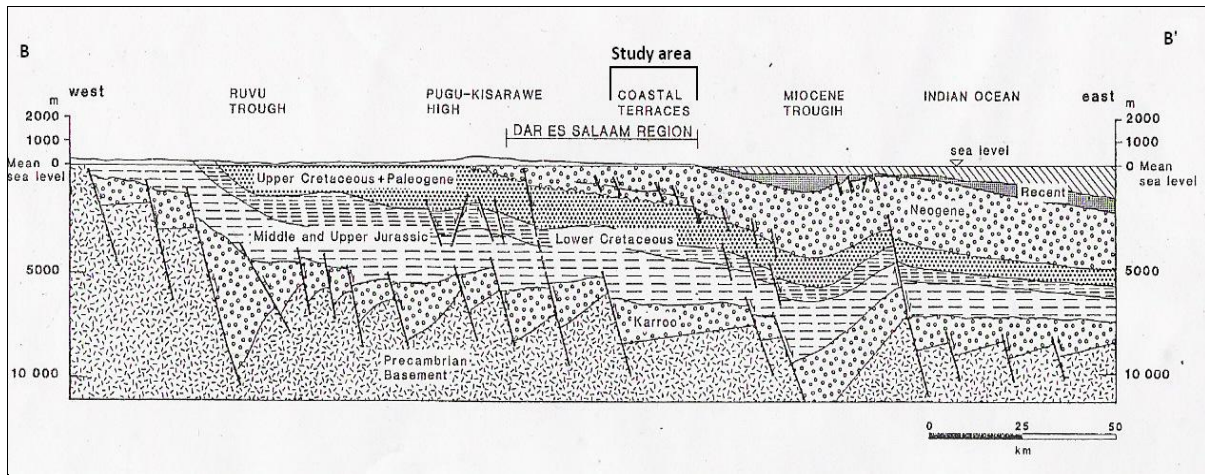 B
B'
Study area
west
east
RUVU
TROUGH
PUGU-KISARAWE
HIGH
COASTAL
TERRACES
MIOCENE
TROUGIH
INDIAN OCEAN
DAR ES SALAAM REGION
m
2000
1000
Mean 0
sea level
5000
10 000
m
2000
1000
0 Mean
sea level
5000
10 000
sea level
Upper Cretaceous + Paleogene
Recent
Neogene
Middle and Upper Jurassic
Lower Cretaceous
Karroo
Precambrian
Basement
0 25 50
km